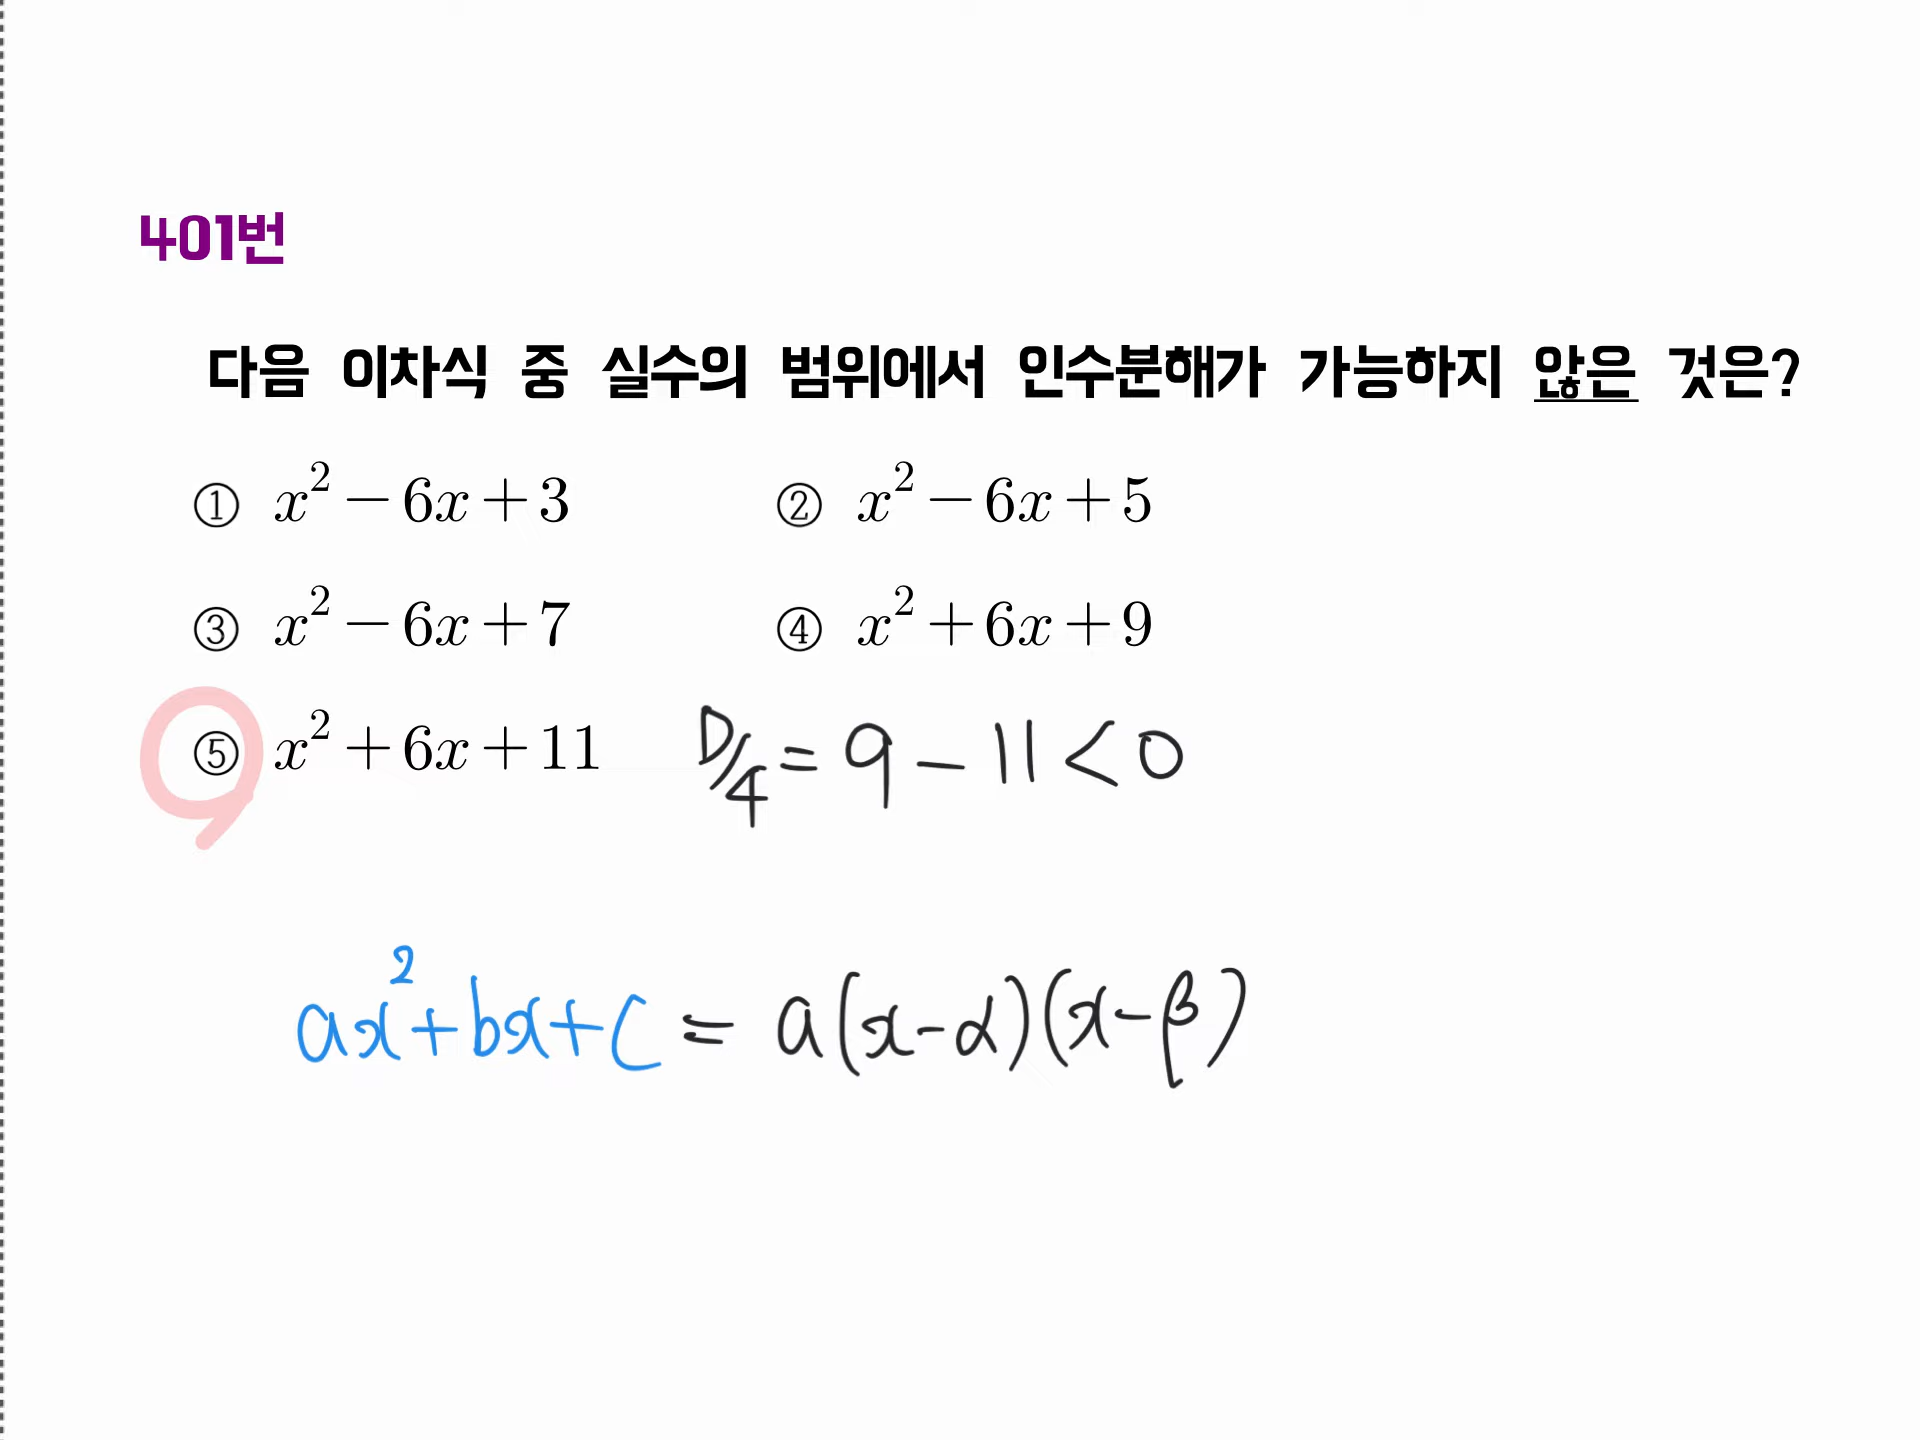 401번
다음 이차식 중 실수의 범위에서 인수분해가 가능하지 않은 것은?
① x² − 6x + 3 ② x² − 6x + 5
③ x² − 6x + 7 ④ x² + 6x + 9
⑤ x² + 6x + 11 D/4 = 9 − 11 < 0
ax² + bx + c = a(x − α)(x − β)